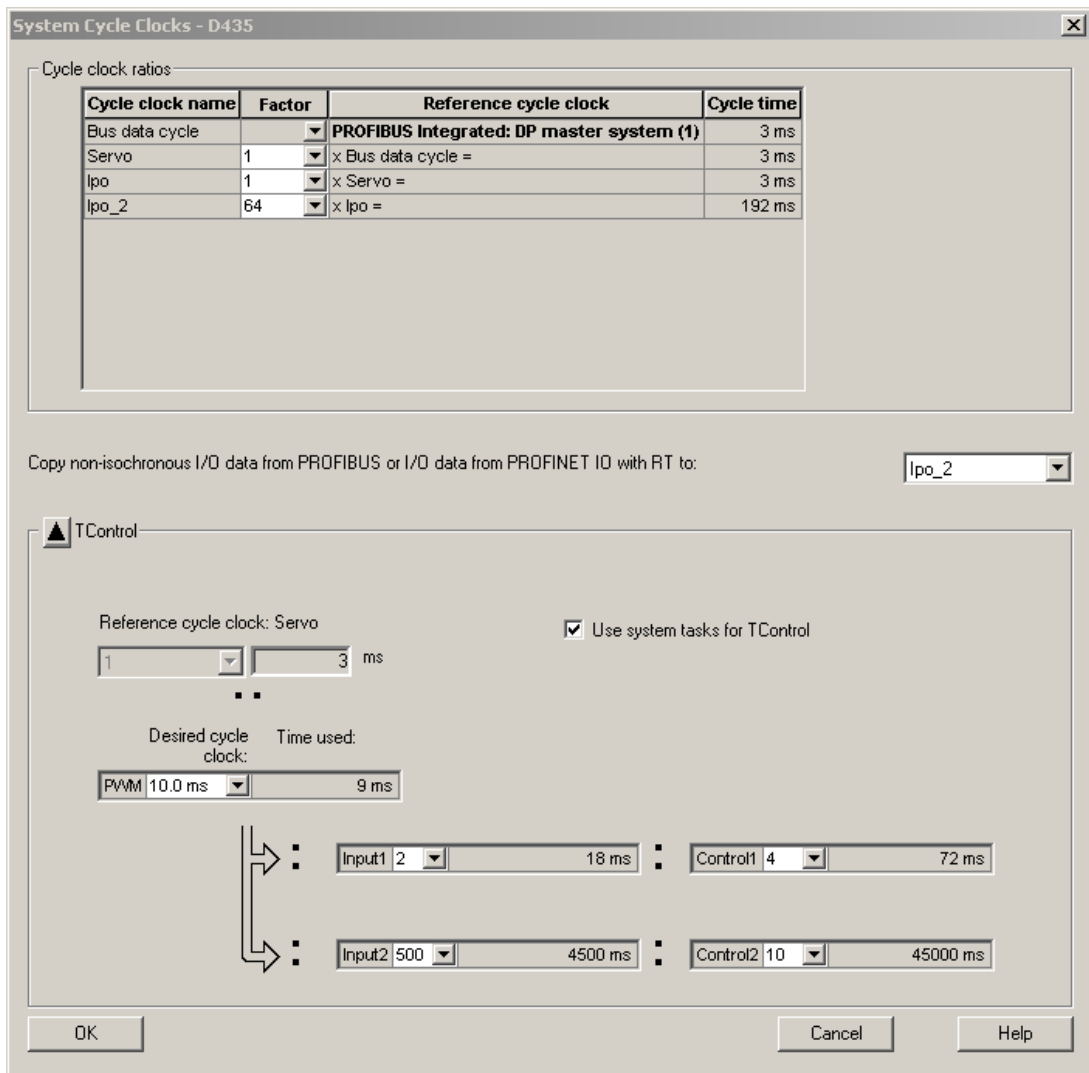 System Cycle Clocks - D435
Cycle clock ratios
Cycle clock name Factor Reference cycle clock Cycle time
Bus data cycle PROFIBUS Integrated: DP master system (1) 3 ms
Servo 1 x Bus data cycle = 3 ms
Ipo 1 x Servo = 3 ms
Ipo_2 64 x Ipo = 192 ms
Copy non-isochronous I/O data from PROFIBUS or I/O data from PROFINET IO with RT to: Ipo_2
TControl
Reference cycle clock: Servo
Use system tasks for TControl
1 3 ms
Desired cycle clock: Time used:
PWM 10.0 ms 9 ms
Input1 2 18 ms Control1 4 72 ms
Input2 500 4500 ms Control2 10 45000 ms
OK Cancel Help